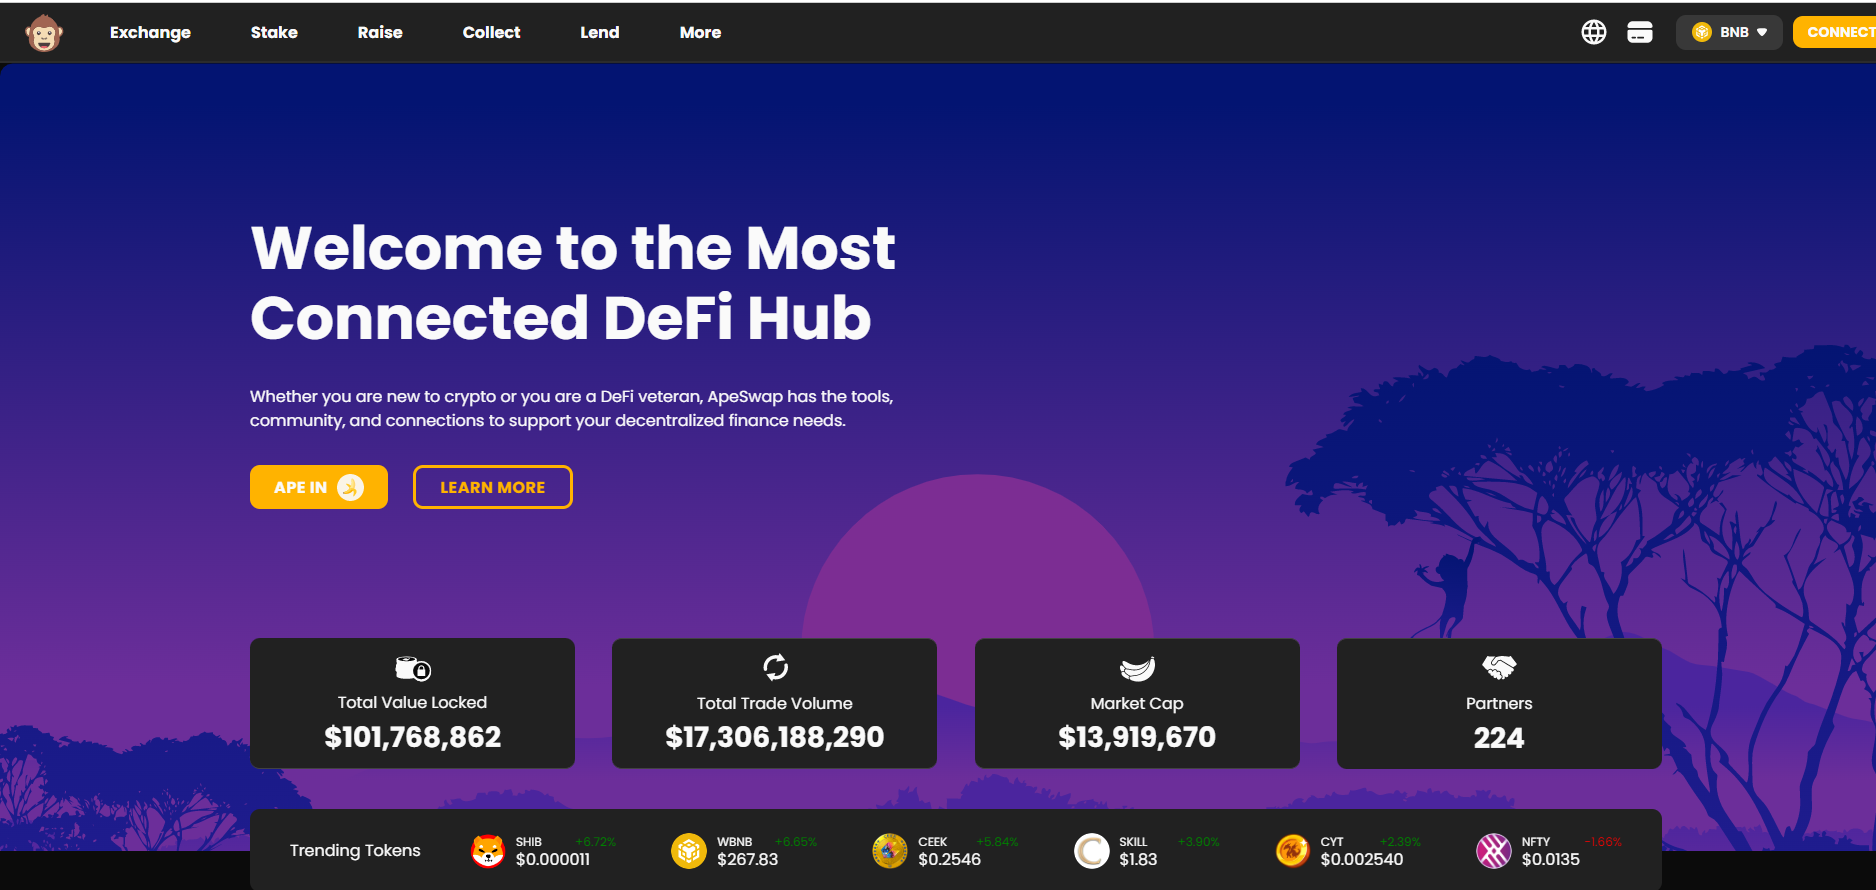 Exchange Stake Raise Collect Lend More BNB CONNECT
Welcome to the Most
Connected DeFi Hub
Whether you are new to crypto or you are a DeFi veteran, ApeSwap has the tools,
community, and connections to support your decentralized finance needs.
APE IN LEARN MORE
Total Value Locked
$101,768,862
Total Trade Volume
$17,306,188,290
Market Cap
$13,919,670
Partners
224
Trending Tokens
SHIB +6.72%
$0.000011
WBNB +6.65%
$267.83
CEEK +5.84%
$0.2546
SKILL +3.90%
$1.83
CYT +2.39%
$0.002540
NFTY -1.66%
$0.0135